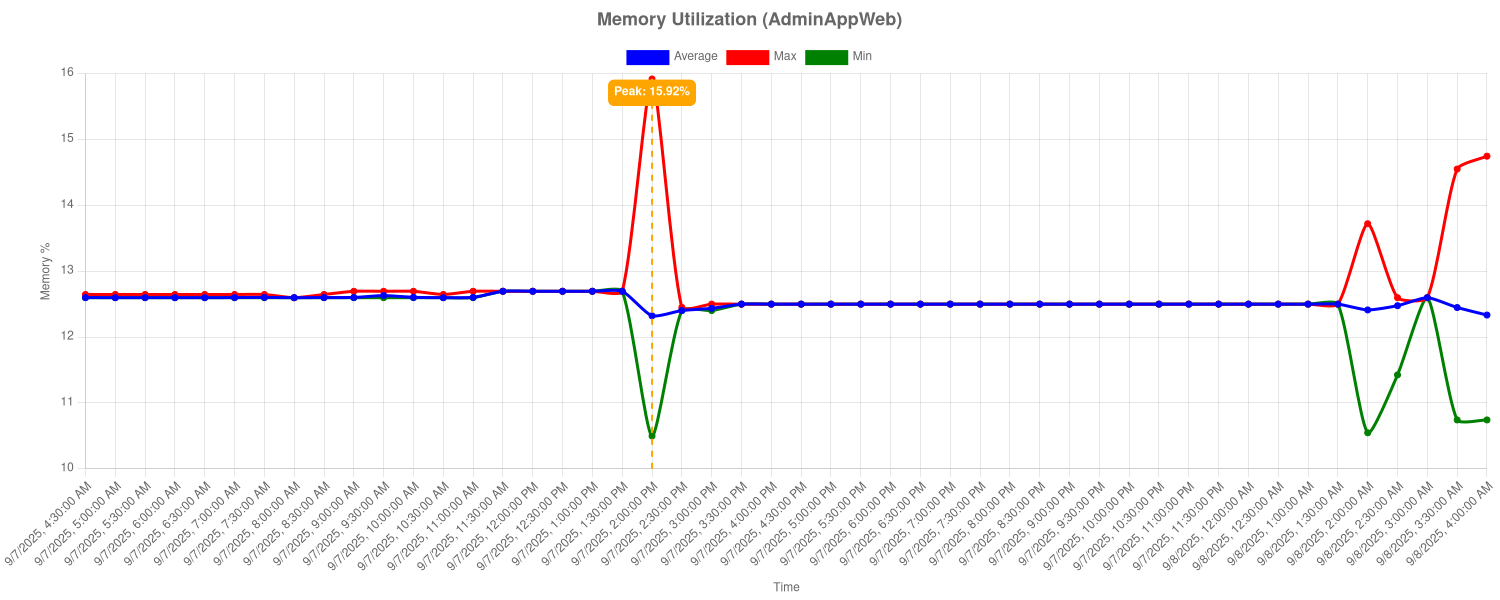 Memory Utilization (AdminAppWeb)
Average Max Min
Peak: 15.92%
16
15
14
13
12
11
10
Memory %
9/7/2025, 4:30:00 AM
9/7/2025, 5:00:00 AM
9/7/2025, 5:30:00 AM
9/7/2025, 6:00:00 AM
9/7/2025, 6:30:00 AM
9/7/2025, 7:00:00 AM
9/7/2025, 7:30:00 AM
9/7/2025, 8:00:00 AM
9/7/2025, 8:30:00 AM
9/7/2025, 9:00:00 AM
9/7/2025, 9:30:00 AM
9/7/2025, 10:00:00 AM
9/7/2025, 10:30:00 AM
9/7/2025, 11:00:00 AM
9/7/2025, 11:30:00 AM
9/7/2025, 12:00:00 PM
9/7/2025, 12:30:00 PM
9/7/2025, 1:00:00 PM
9/7/2025, 1:30:00 PM
9/7/2025, 2:00:00 PM
9/7/2025, 2:30:00 PM
9/7/2025, 3:00:00 PM
9/7/2025, 3:30:00 PM
9/7/2025, 4:00:00 PM
9/7/2025, 4:30:00 PM
9/7/2025, 5:00:00 PM
9/7/2025, 5:30:00 PM
9/7/2025, 6:00:00 PM
9/7/2025, 6:30:00 PM
9/7/2025, 7:00:00 PM
9/7/2025, 7:30:00 PM
9/7/2025, 8:00:00 PM
9/7/2025, 8:30:00 PM
9/7/2025, 9:00:00 PM
9/7/2025, 9:30:00 PM
9/7/2025, 10:00:00 PM
9/7/2025, 10:30:00 PM
9/7/2025, 11:00:00 PM
9/7/2025, 11:30:00 PM
9/8/2025, 12:00:00 AM
9/8/2025, 12:30:00 AM
9/8/2025, 1:00:00 AM
9/8/2025, 1:30:00 AM
9/8/2025, 2:00:00 AM
9/8/2025, 2:30:00 AM
9/8/2025, 3:00:00 AM
9/8/2025, 3:30:00 AM
9/8/2025, 4:00:00 AM
Time